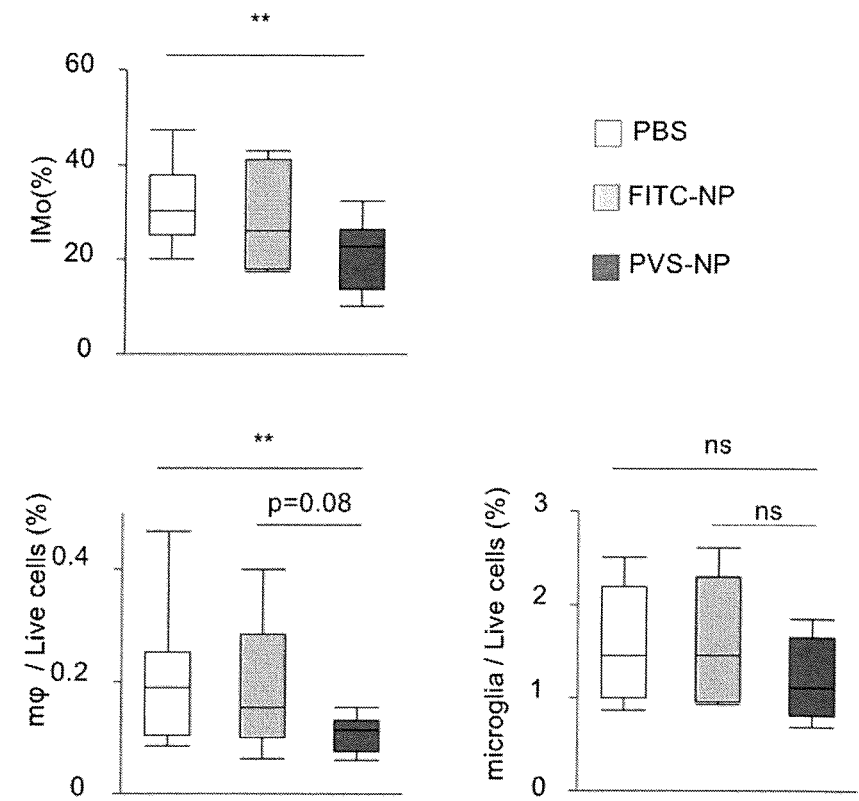 **
60
40
20
0
IMo(%)
PBS
FITC-NP
PVS-NP
**
p=0.08
0.4
0.2
0
mφ / Live cells (%)
ns
ns
3
2
1
0
microglia / Live cells (%)